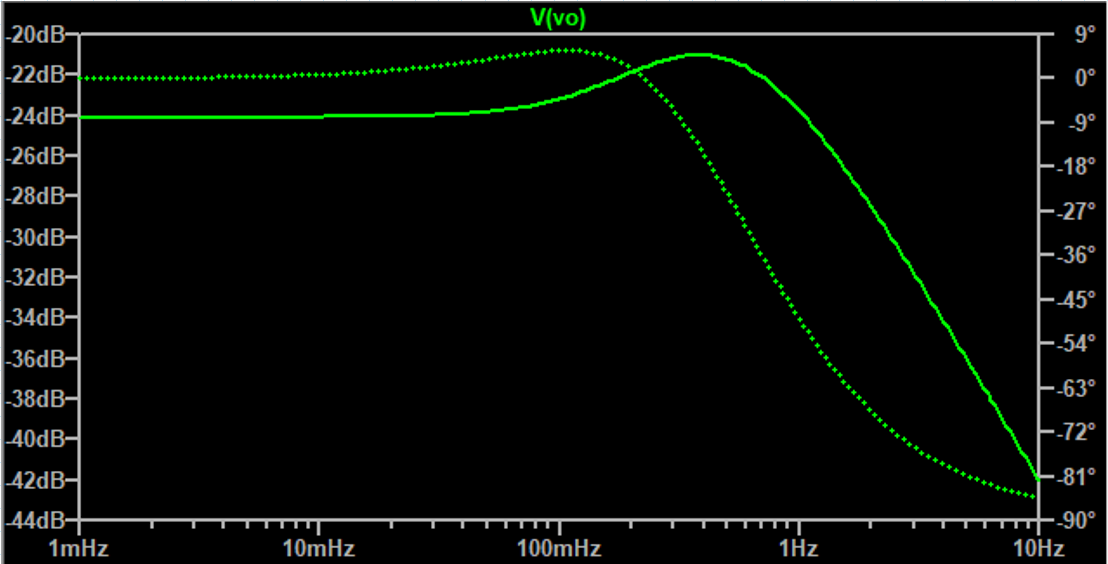 V(vo)
-20dB
-22dB
-24dB
-26dB
-28dB
-30dB
-32dB
-34dB
-36dB
-38dB
-40dB
-42dB
-44dB
9°
0°
-9°
-18°
-27°
-36°
-45°
-54°
-63°
-72°
-81°
-90°
1mHz 10mHz 100mHz 1Hz 10Hz